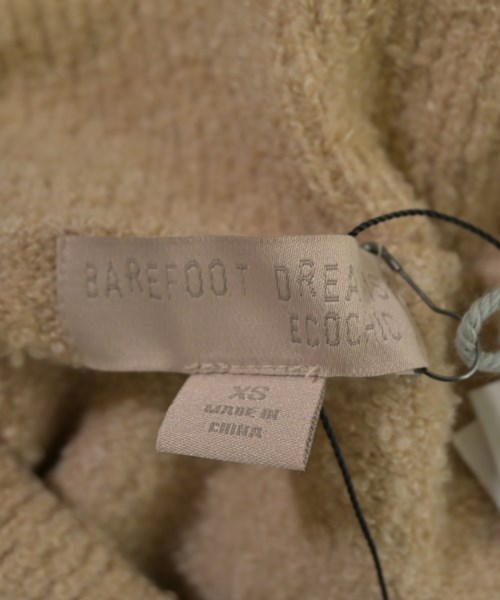 BAREFOOT DREAMS
ECOCHIC
XS
MADE IN
CHINA